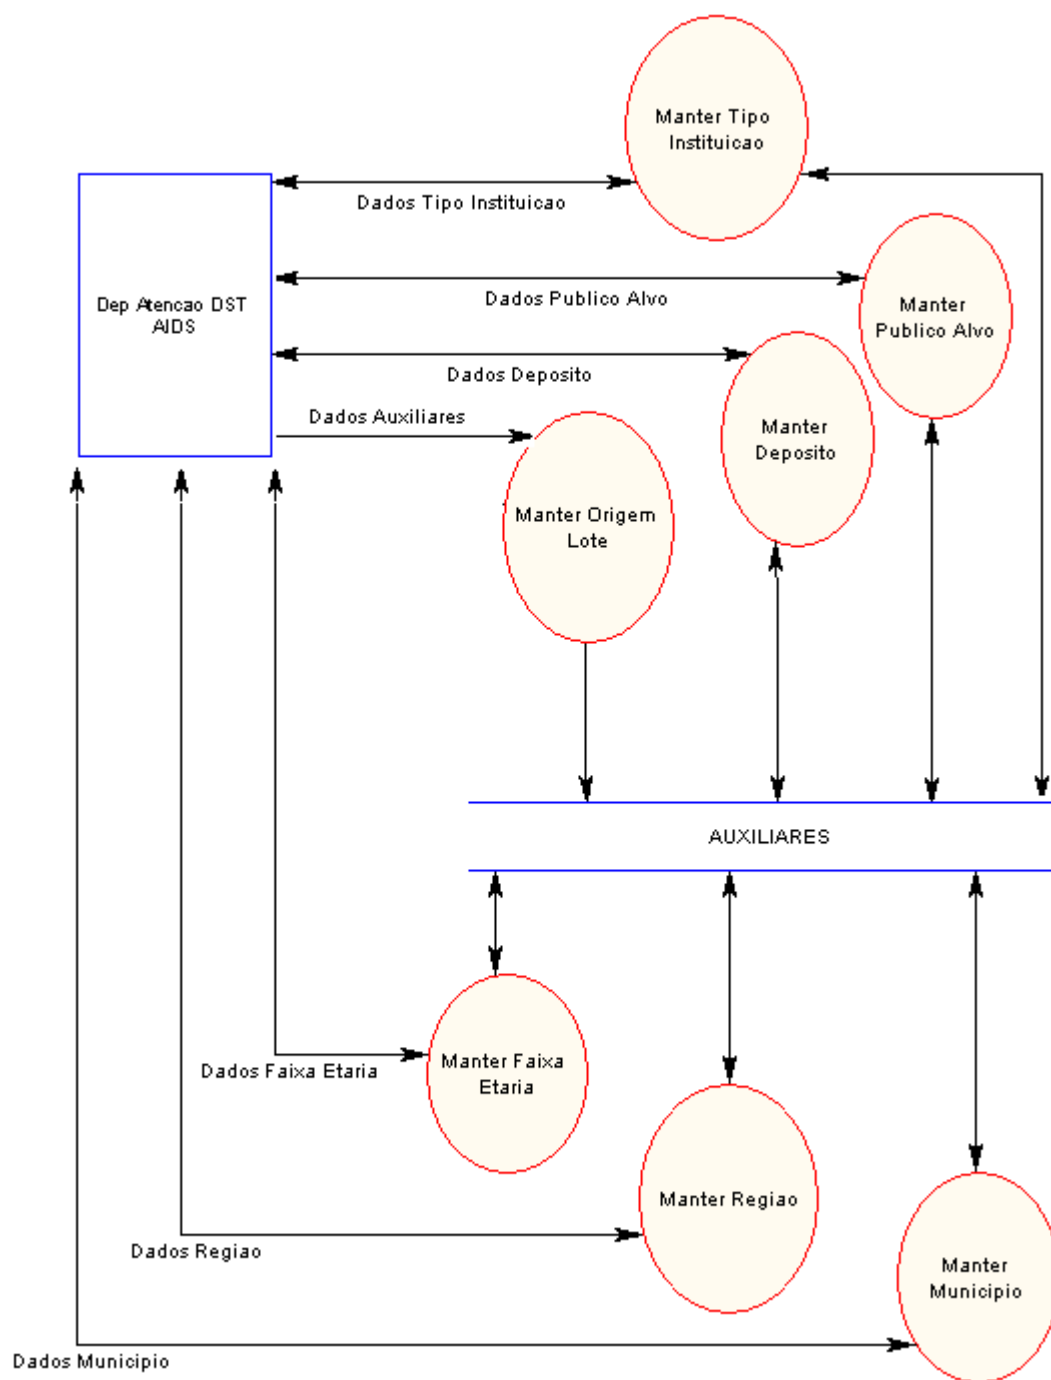 Manter Tipo
Instituicao
Dados Tipo Instituicao
Dep Atencao DST
AIDS
Dados Publico Alvo
Manter
Publico Alvo
Dados Deposito
Dados Auxiliares
Manter
Deposito
Manter Origem
Lote
AUXILIARES
Dados Faixa Etaria
Manter Faixa
Etaria
Manter Regiao
Dados Regiao
Manter
Municipio
Dados Municipio